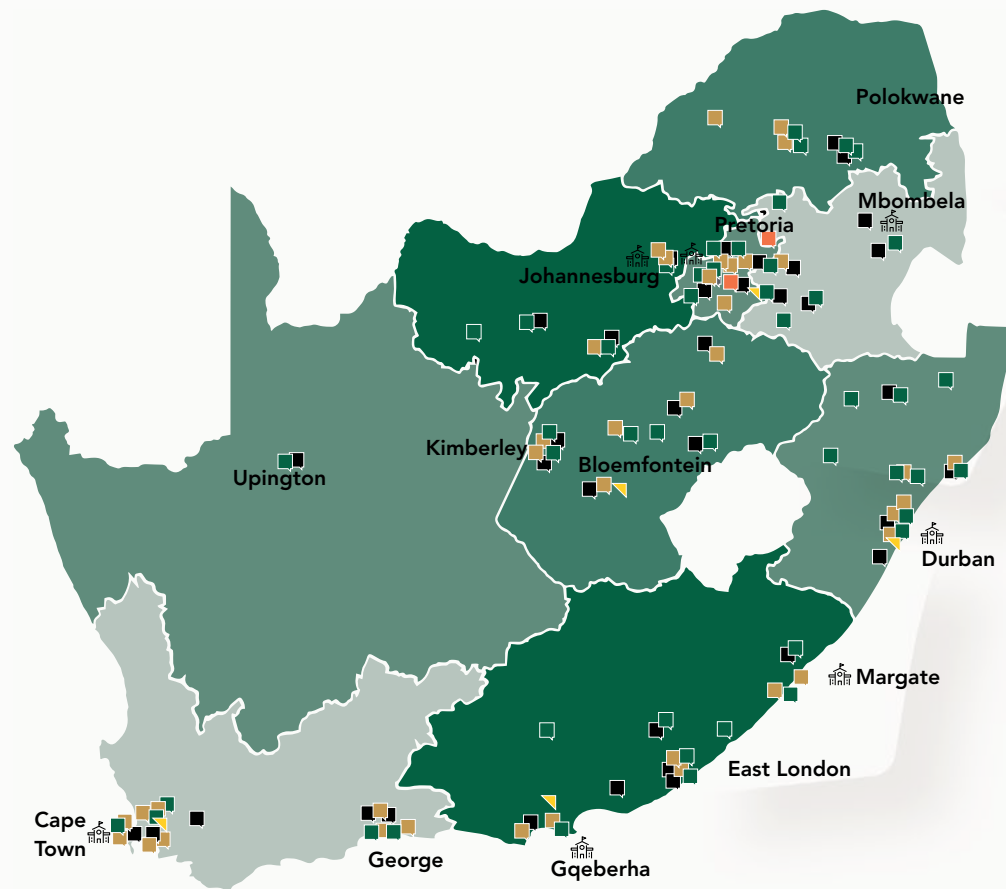 Polokwane
Mbombela
Pretoria
Johannesburg
Kimberley
Bloemfontein
Upington
Durban
Margate
East London
Cape
Town
George
Gqeberha